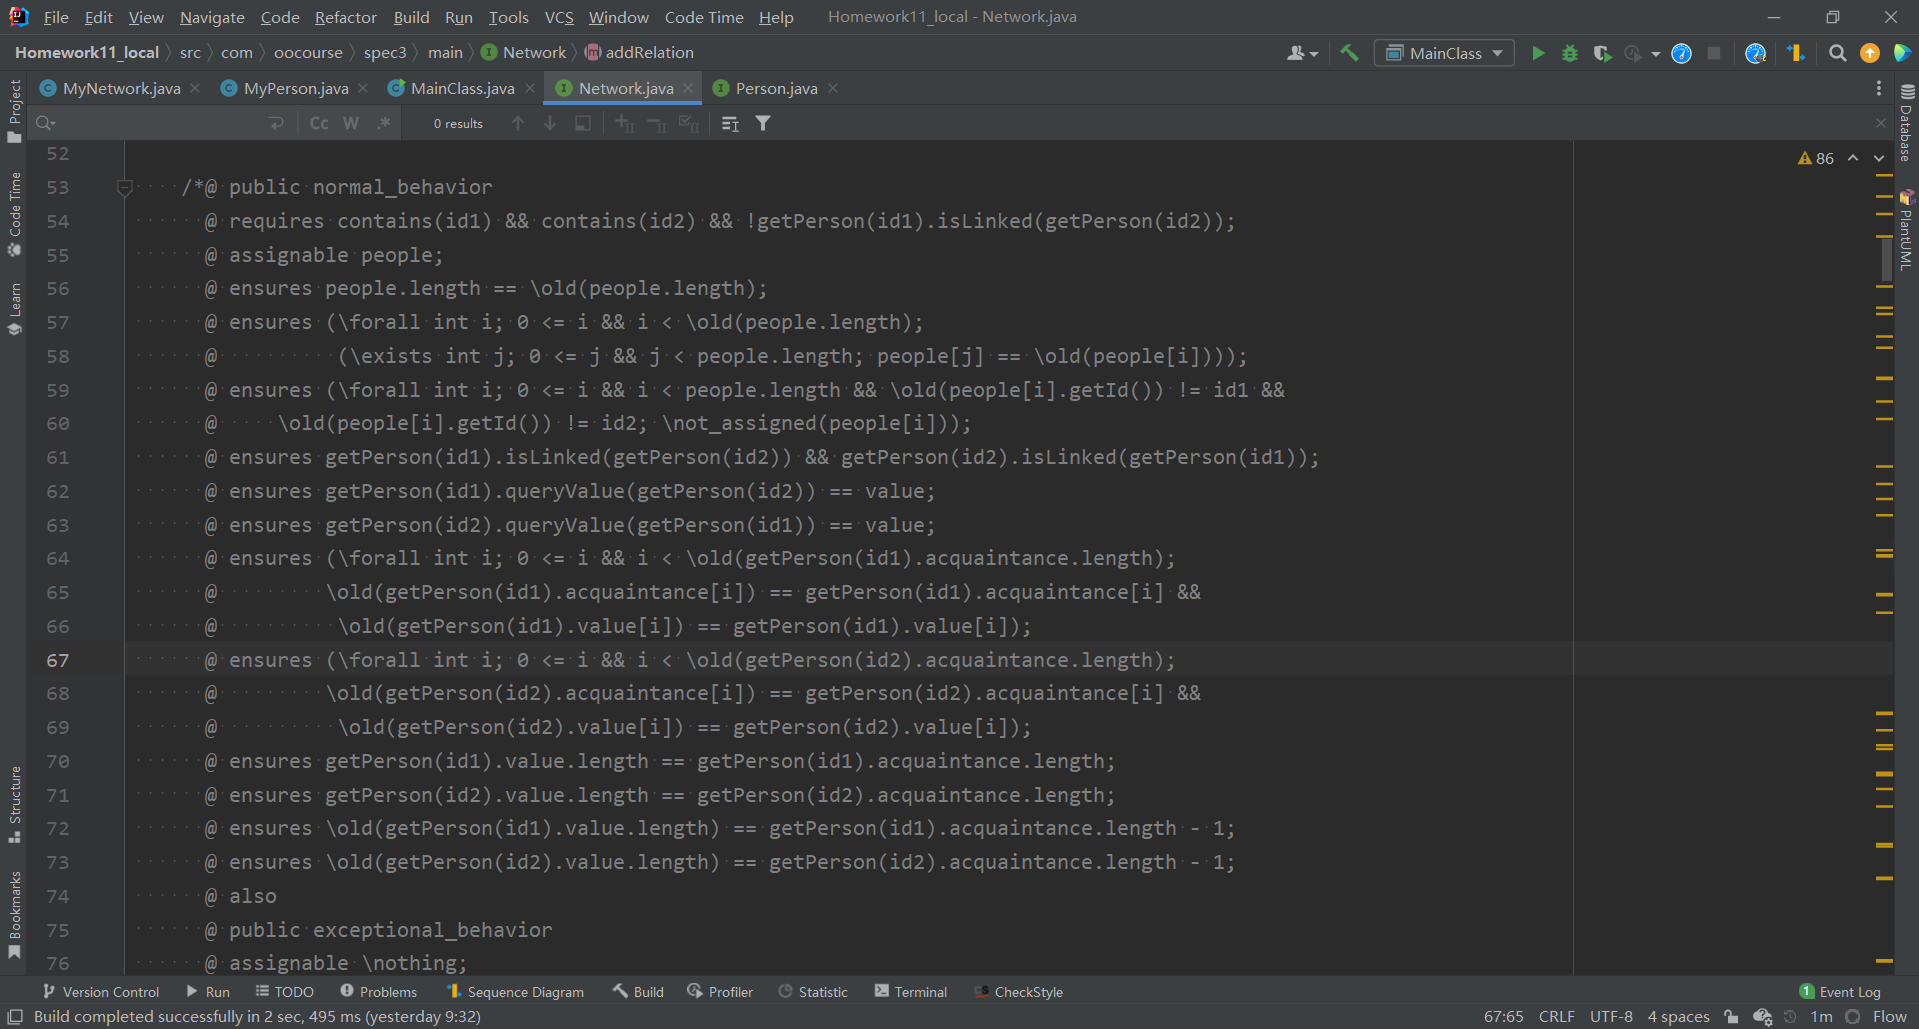 File Edit View Navigate Code Refactor Build Run Tools VCS Window Code Time Help Homework11_local - Network.java
Homework11_local src com oocourse spec3 main Network addRelation MainClass
MyNetwork.java MyPerson.java MainClass.java Network.java Person.java
Cc W .* 0 results
86
52
53 /*@ public normal_behavior
54 @ requires contains(id1) && contains(id2) && !getPerson(id1).isLinked(getPerson(id2));
55 @ assignable people;
56 @ ensures people.length == \old(people.length);
57 @ ensures (\forall int i; 0 <= i && i < \old(people.length);
58 @ (\exists int j; 0 <= j && j < people.length; people[j] == \old(people[i])));
59 @ ensures (\forall int i; 0 <= i && i < people.length && \old(people[i].getId()) != id1 &&
60 @ \old(people[i].getId()) != id2; \not_assigned(people[i]));
61 @ ensures getPerson(id1).isLinked(getPerson(id2)) && getPerson(id2).isLinked(getPerson(id1));
62 @ ensures getPerson(id1).queryValue(getPerson(id2)) == value;
63 @ ensures getPerson(id2).queryValue(getPerson(id1)) == value;
64 @ ensures (\forall int i; 0 <= i && i < \old(getPerson(id1).acquaintance.length);
65 @ \old(getPerson(id1).acquaintance[i]) == getPerson(id1).acquaintance[i] &&
66 @ \old(getPerson(id1).value[i]) == getPerson(id1).value[i]);
67 @ ensures (\forall int i; 0 <= i && i < \old(getPerson(id2).acquaintance.length);
68 @ \old(getPerson(id2).acquaintance[i]) == getPerson(id2).acquaintance[i] &&
69 @ \old(getPerson(id2).value[i]) == getPerson(id2).value[i]);
70 @ ensures getPerson(id1).value.length == getPerson(id1).acquaintance.length;
71 @ ensures getPerson(id2).value.length == getPerson(id2).acquaintance.length;
72 @ ensures \old(getPerson(id1).value.length) == getPerson(id1).acquaintance.length - 1;
73 @ ensures \old(getPerson(id2).value.length) == getPerson(id2).acquaintance.length - 1;
74 @ also
75 @ public exceptional_behavior
76 @ assignable \nothing;
Project
Code Time
Learn
Structure
Bookmarks
Database
PlantUML
Version Control Run TODO Problems Sequence Diagram Build Profiler Statistic Terminal CheckStyle 1 Event Log
Build completed successfully in 2 sec, 495 ms (yesterday 9:32) 67:65 CRLF UTF-8 4 spaces 1m Flow